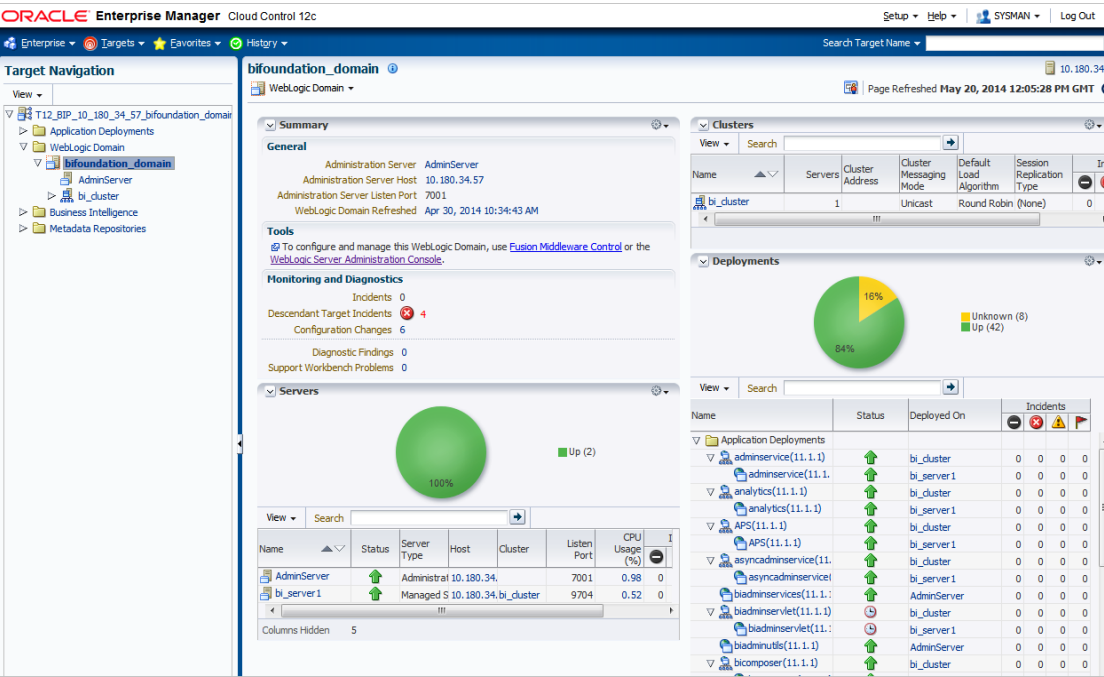 ORACLE Enterprise Manager Cloud Control 12c
Setup Help SYSMAN Log Out
Enterprise Targets Favorites History Search Target Name
Target Navigation
View
T12_BIP_10_180_34_57_bifoundation_domain
Application Deployments
WebLogic Domain
bifoundation_domain
AdminServer
bi_cluster
Business Intelligence
Metadata Repositories
bifoundation_domain
10.180.34
WebLogic Domain
Page Refreshed May 20, 2014 12:05:28 PM GMT
Summary
General
Administration Server AdminServer
Administration Server Host 10.180.34.57
Administration Server Listen Port 7001
WebLogic Domain Refreshed Apr 30, 2014 10:34:43 AM
Tools
To configure and manage this WebLogic Domain, use Fusion Middleware Control or the
WebLogic Server Administration Console.
Monitoring and Diagnostics
Incidents 0
Descendant Target Incidents 4
Configuration Changes 6
Diagnostic Findings 0
Support Workbench Problems 0
Servers
100%
Up (2)
View Search
Name Status Server Type Host Cluster Listen Port CPU Usage (%) I
AdminServer Administrat 10.180.34. 7001 0.98 0
bi_server1 Managed S 10.180.34. bi_cluster 9704 0.52 0
Columns Hidden 5
Clusters
View Search
Name Servers Cluster Address Cluster Messaging Mode Default Load Algorithm Session Replication Type In
bi_cluster 1 Unicast Round Robin (None) 0
Deployments
16%
84%
Unknown (8)
Up (42)
View Search
Name Status Deployed On Incidents
Application Deployments
adminservice(11.1.1) bi_cluster 0 0 0 0
adminservice(11.1. bi_server1 0 0 0 0
analytics(11.1.1) bi_cluster 0 0 0 0
analytics(11.1.1) bi_server1 0 0 0 0
APS(11.1.1) bi_cluster 0 0 0 0
APS(11.1.1) bi_server1 0 0 0 0
asyncadminservice(11. bi_cluster 0 0 0 0
asyncadminservice( bi_server1 0 0 0 0
biadminservices(11.1.: AdminServer 0 0 0 0
biadminservlet(11.1.1) bi_cluster 0 0 0 0
biadminservlet(11.: bi_server1 0 0 0 0
biadminutils(11.1.1) AdminServer 0 0 0 0
bicomposer(11.1.1) bi_cluster 0 0 0 0